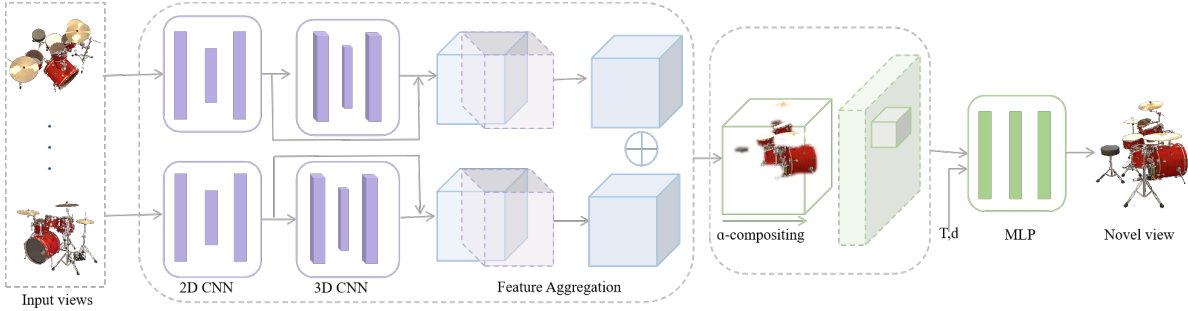 Input views
2D CNN
3D CNN
Feature Aggregation
α-compositing
T,d
MLP
Novel view